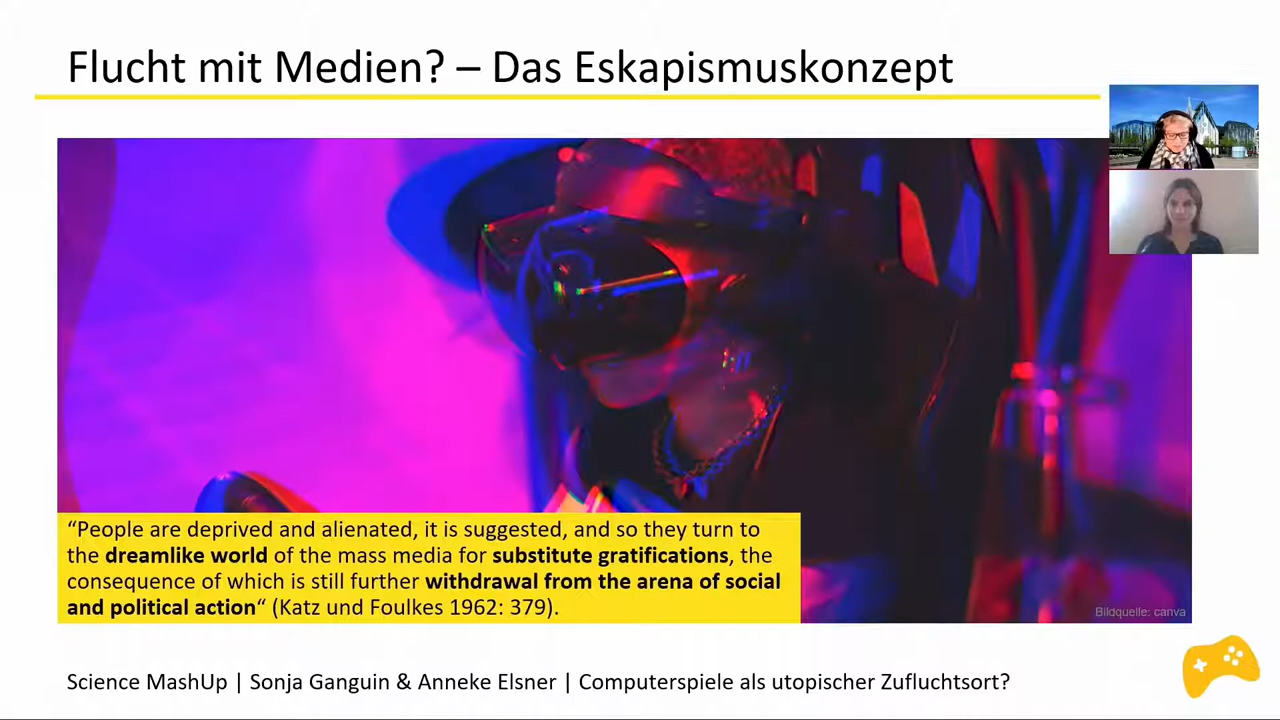 Flucht mit Medien? – Das Eskapismuskonzept
“People are deprived and alienated, it is suggested, and so they turn to
the dreamlike world of the mass media for substitute gratifications, the
consequence of which is still further withdrawal from the arena of social
and political action“ (Katz und Foulkes 1962: 379).
Bildquelle: canva
Science MashUp | Sonja Ganguin & Anneke Elsner | Computerspiele als utopischer Zufluchtsort?